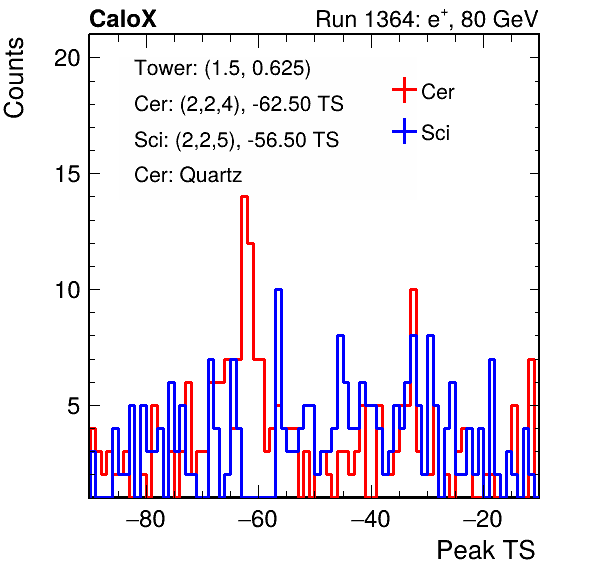 CaloX Run 1364: e⁺, 80 GeV
Counts
20
15
10
5
Tower: (1.5, 0.625)
Cer: (2,2,4), -62.50 TS
Sci: (2,2,5), -56.50 TS
Cer: Quartz
Cer
Sci
−80 −60 −40 −20
Peak TS